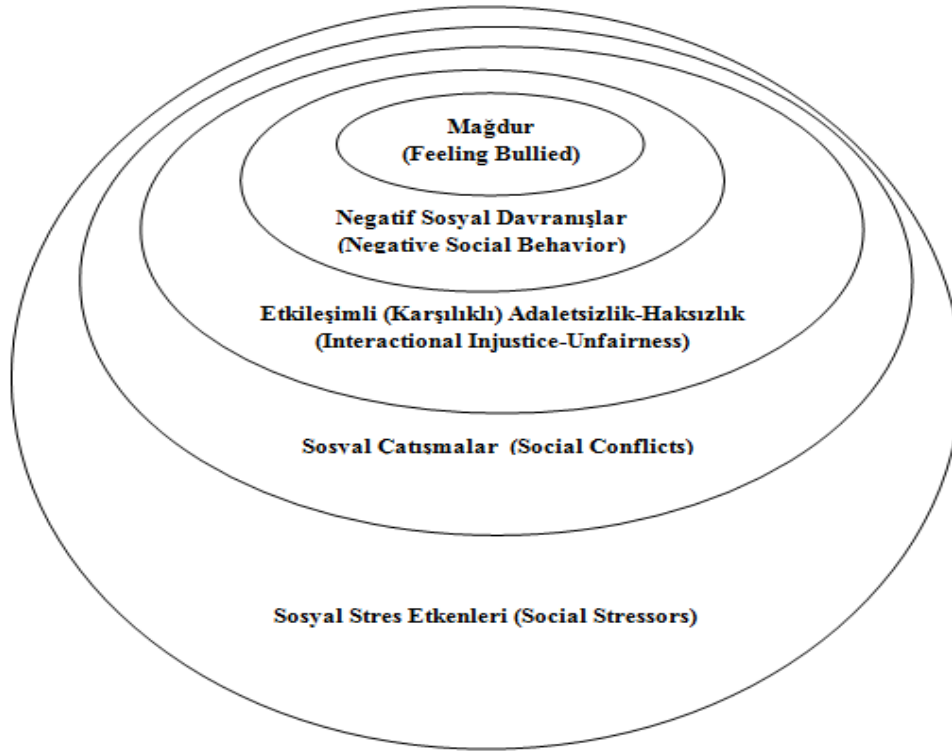 Mağdur
(Feeling Bullied)
Negatif Sosyal Davranışlar
(Negative Social Behavior)
Etkileşimli (Karşılıklı) Adaletsizlik-Haksızlık
(Interactional Injustice-Unfairness)
Sosyal Çatışmalar (Social Conflicts)
Sosyal Stres Etkenleri (Social Stressors)